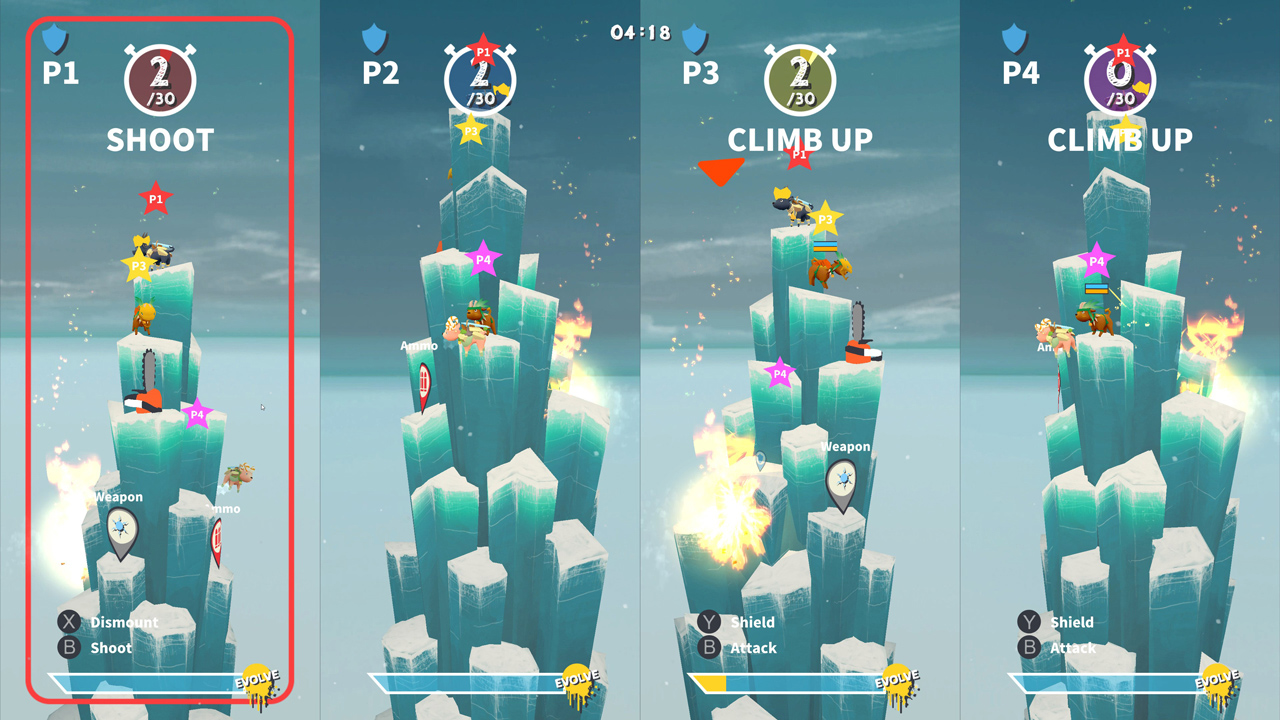 04:18
P1
2
/30
SHOOT
P1
P3
P4
Weapon
X Dismount
B Shoot
EVOLVE
P2
P1
2
/30
P3
P4
Ammo
EVOLVE
P3
2
/30
CLIMB UP
P1
P3
P4
Weapon
Y Shield
B Attack
EVOLVE
P4
P1
0
/30
CLIMB UP
P4
Y Shield
B Attack
EVOLVE